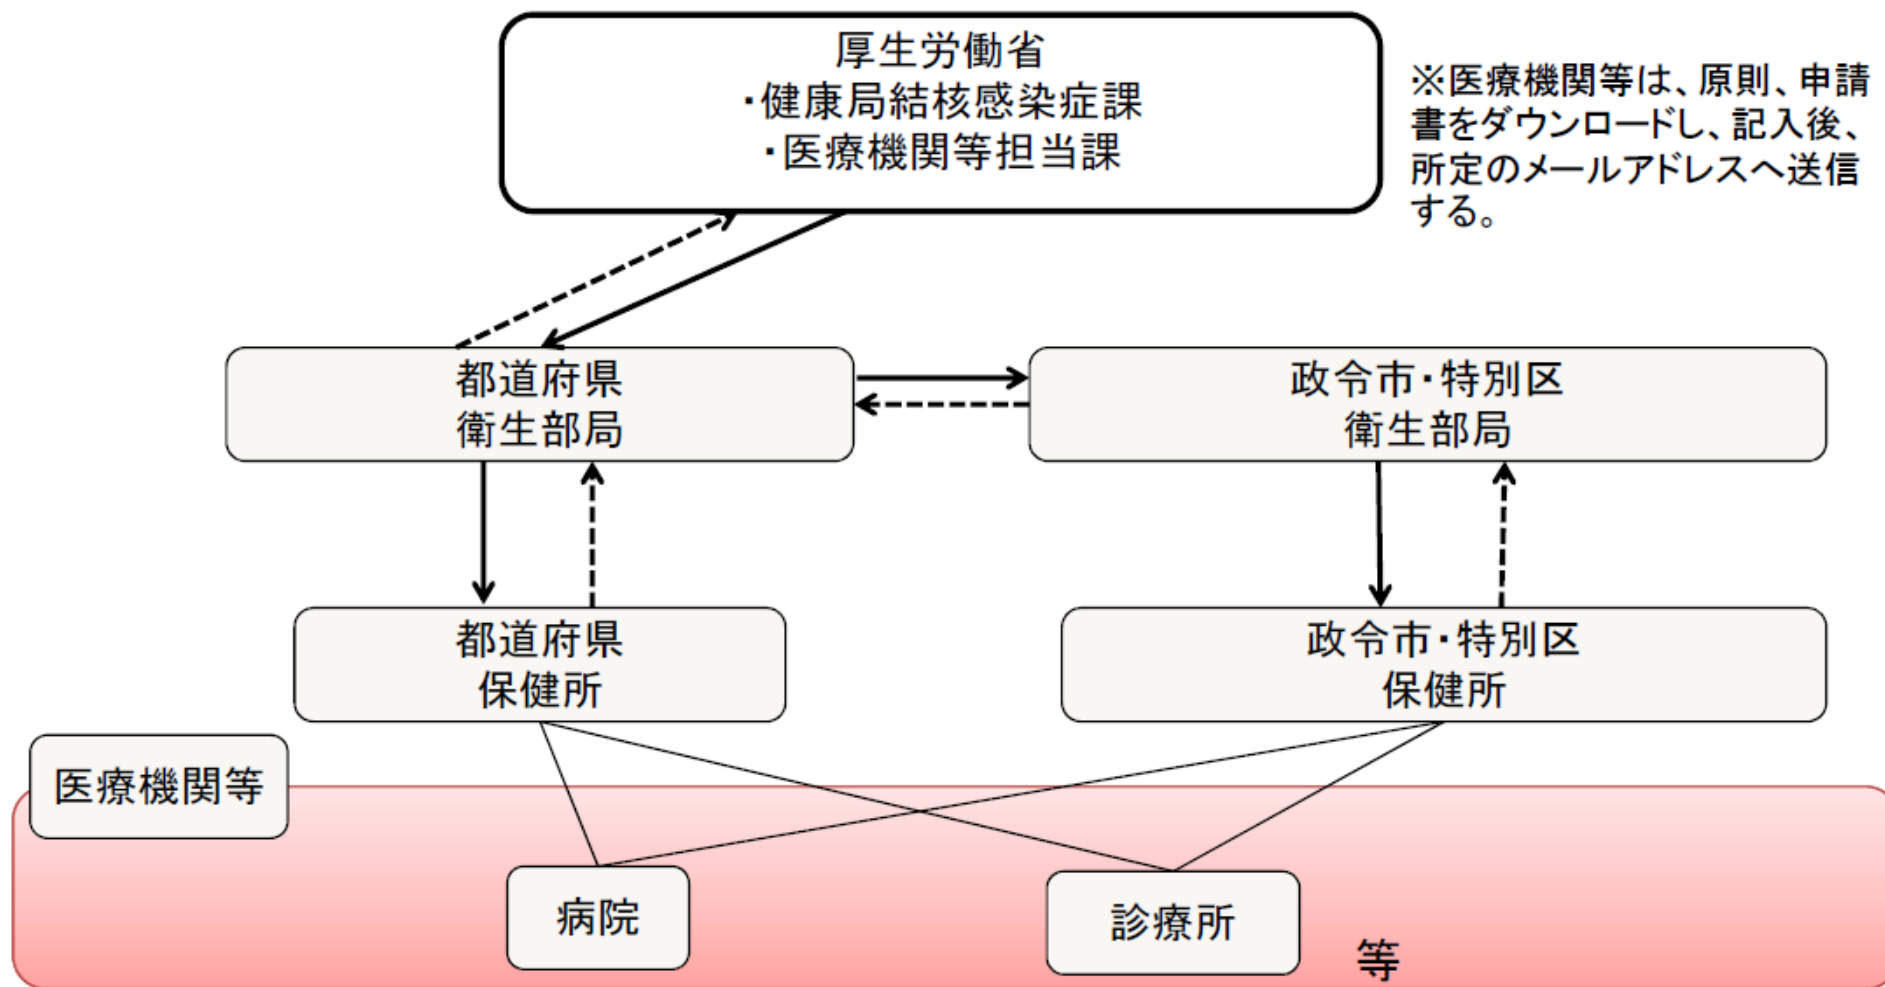 厚生労働省
・健康局結核感染症課
・医療機関等担当課
※医療機関等は、原則、申請
書をダウンロードし、記入後、
所定のメールアドレスへ送信
する。
都道府県
衛生部局
政令市・特別区
衛生部局
都道府県
保健所
政令市・特別区
保健所
医療機関等
病院
診療所
等